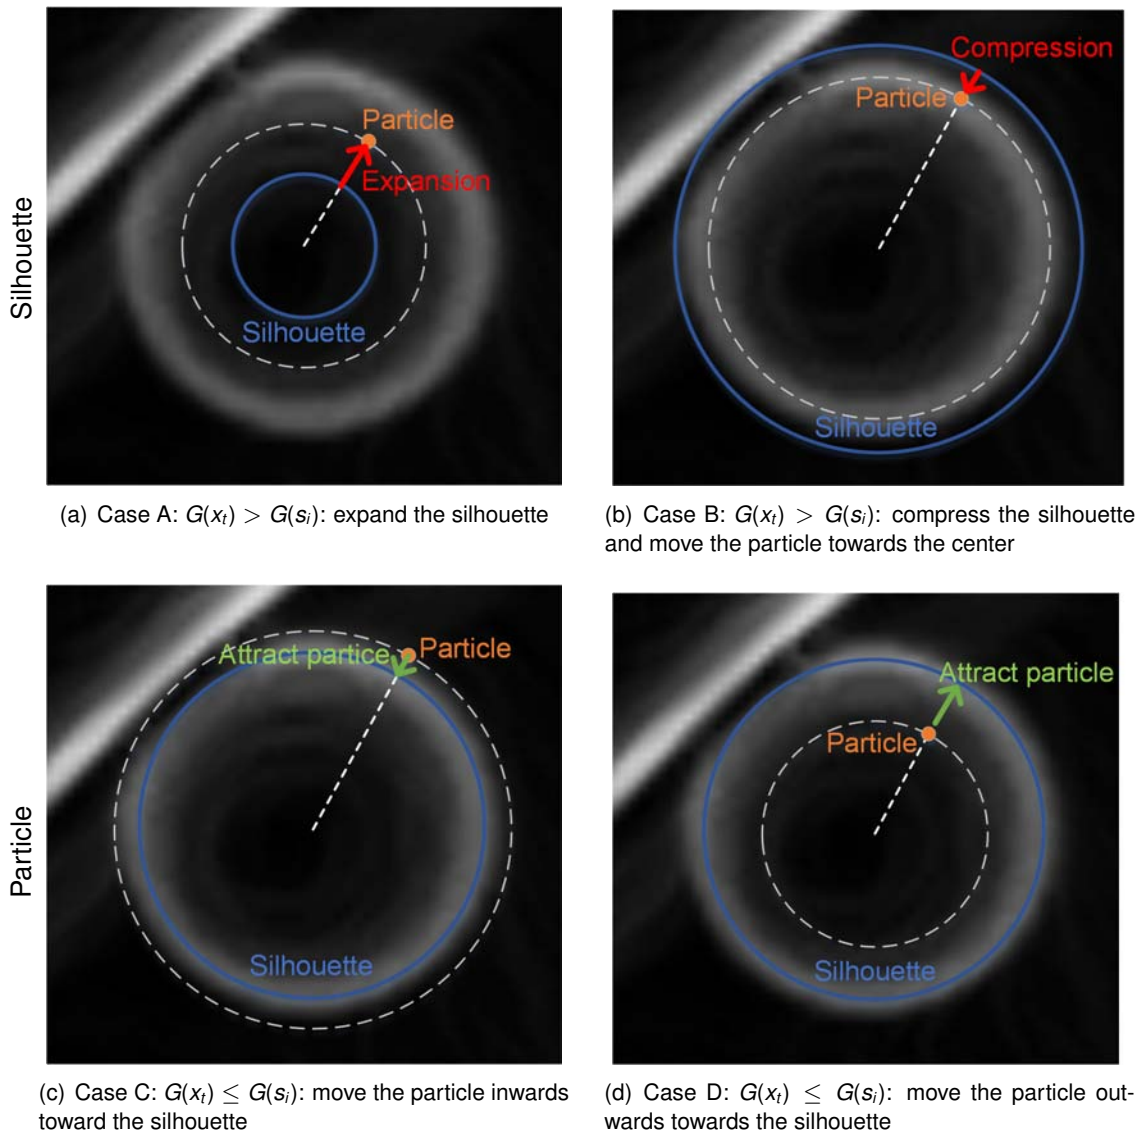 Silhouette
Particle
Expansion
Silhouette
Compression
Particle
Silhouette
(a) Case A: G(xₜ) > G(sᵢ): expand the silhouette
(b) Case B: G(xₜ) > G(sᵢ): compress the silhouette
and move the particle towards the center
Particle
Attract partice
Particle
Silhouette
Attract particle
Particle
Silhouette
(c) Case C: G(xₜ) ≤ G(sᵢ): move the particle inwards
toward the silhouette
(d) Case D: G(xₜ) ≤ G(sᵢ): move the particle out-
wards towards the silhouette